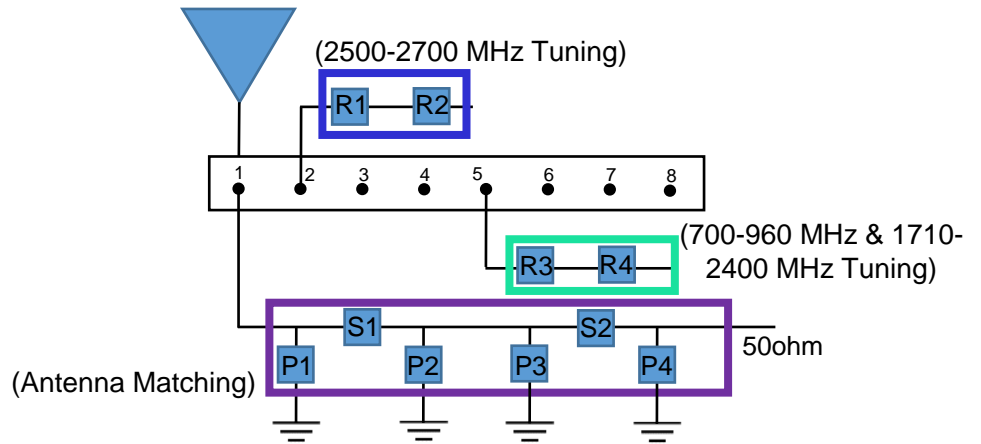 (2500-2700 MHz Tuning)
R1 R2
1 2 3 4 5 6 7 8
(700-960 MHz & 1710-
2400 MHz Tuning)
R3 R4
S1 S2
50ohm
P1 P2 P3 P4
(Antenna Matching)